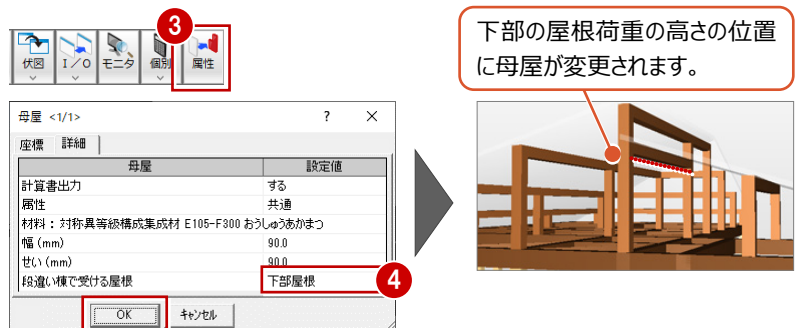 3
伏図 I/O モニタ 個別 属性
母屋 <1/1> ? ×
座標 詳細
母屋 設定値
計算書出力 する
属性 共通
材料：対称異等級構成集成材 E105-F300 おうしゅうあかまつ
幅(mm) 90.0
せい(mm) 90.0
段違い棟で受ける屋根 下部屋根
4
OK キャンセル
下部の屋根荷重の高さの位置
に母屋が変更されます。